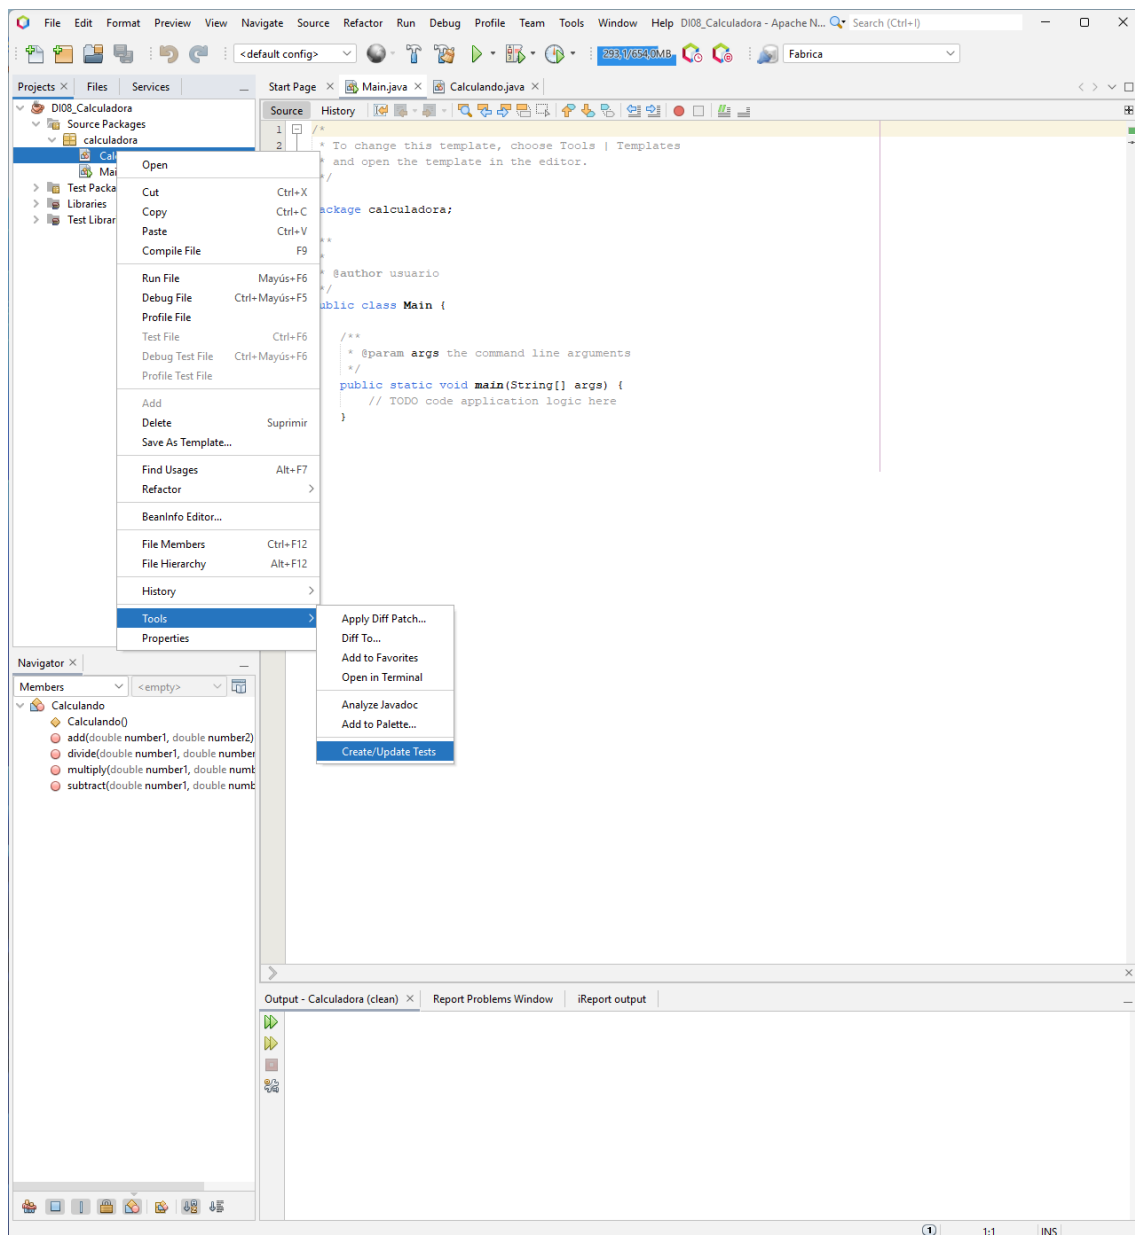 File Edit Format Preview View Navigate Source Refactor Run Debug Profile Team Tools Window Help DI08_Calculadora - Apache N... Search (Ctrl+I)
<default config> 293,1/654,0MB Fabrica
Projects Files Services
Start Page Main.java Calculando.java
DI08_Calculadora
Source Packages
calculadora
Cal
Mai
Test Packa
Libraries
Test Librar
Source History
1 /*
2 * To change this template, choose Tools | Templates
* and open the template in the editor.
*/
ackage calculadora;
**
*
* @author usuario
*/
ublic class Main {
/**
* @param args the command line arguments
*/
public static void main(String[] args) {
// TODO code application logic here
}
Open
Cut Ctrl+X
Copy Ctrl+C
Paste Ctrl+V
Compile File F9
Run File Mayús+F6
Debug File Ctrl+Mayús+F5
Profile File
Test File Ctrl+F6
Debug Test File Ctrl+Mayús+F6
Profile Test File
Add
Delete Suprimir
Save As Template...
Find Usages Alt+F7
Refactor
BeanInfo Editor...
File Members Ctrl+F12
File Hierarchy Alt+F12
History
Tools
Properties
Apply Diff Patch...
Diff To...
Add to Favorites
Open in Terminal
Analyze Javadoc
Add to Palette...
Create/Update Tests
Navigator
Members <empty>
Calculando
Calculando()
add(double number1, double number2)
divide(double number1, double number
multiply(double number1, double numb
subtract(double number1, double numb
Output - Calculadora (clean) Report Problems Window iReport output
1 1:1 INS